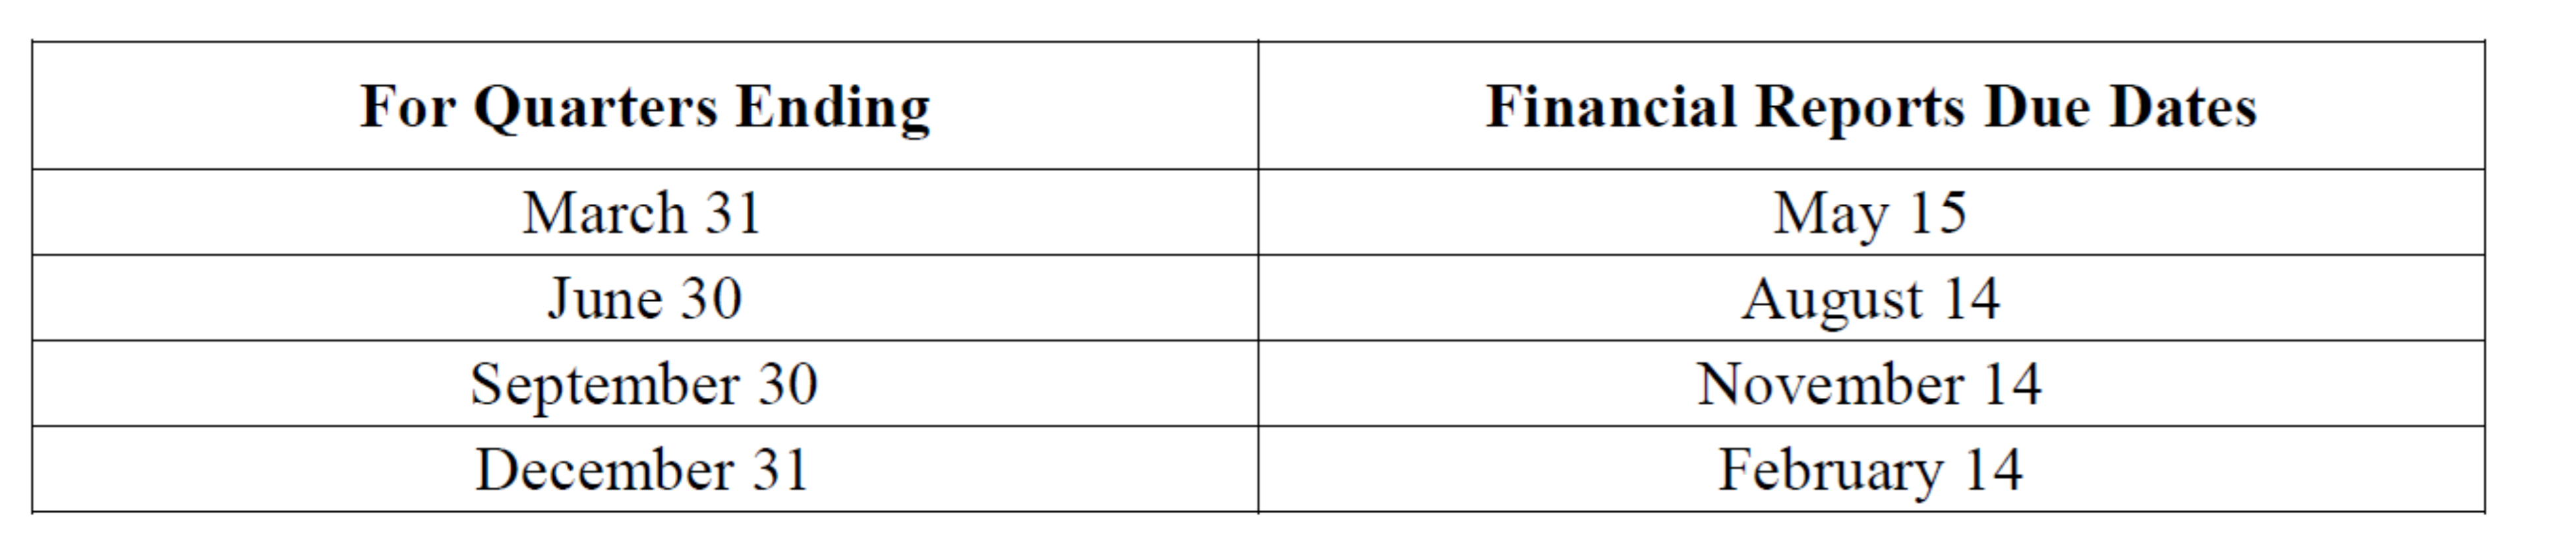 For Quarters Ending Financial Reports Due Dates
March 31 May 15
June 30 August 14
September 30 November 14
December 31 February 14